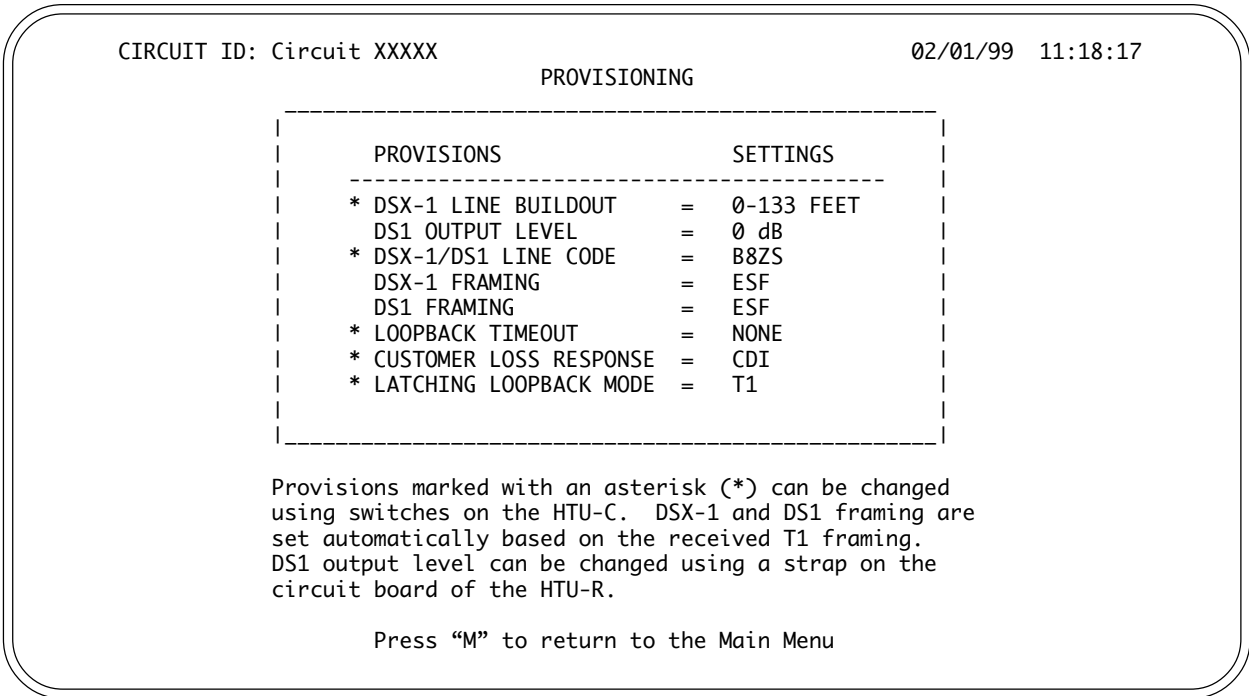 CIRCUIT ID: Circuit XXXXX 02/01/99 11:18:17
PROVISIONING
PROVISIONS SETTINGS
* DSX-1 LINE BUILDOUT = 0-133 FEET
DS1 OUTPUT LEVEL = 0 dB
* DSX-1/DS1 LINE CODE = B8ZS
DSX-1 FRAMING = ESF
DS1 FRAMING = ESF
* LOOPBACK TIMEOUT = NONE
* CUSTOMER LOSS RESPONSE = CDI
* LATCHING LOOPBACK MODE = T1
Provisions marked with an asterisk (*) can be changed
using switches on the HTU-C. DSX-1 and DS1 framing are
set automatically based on the received T1 framing.
DS1 output level can be changed using a strap on the
circuit board of the HTU-R.
Press “M” to return to the Main Menu